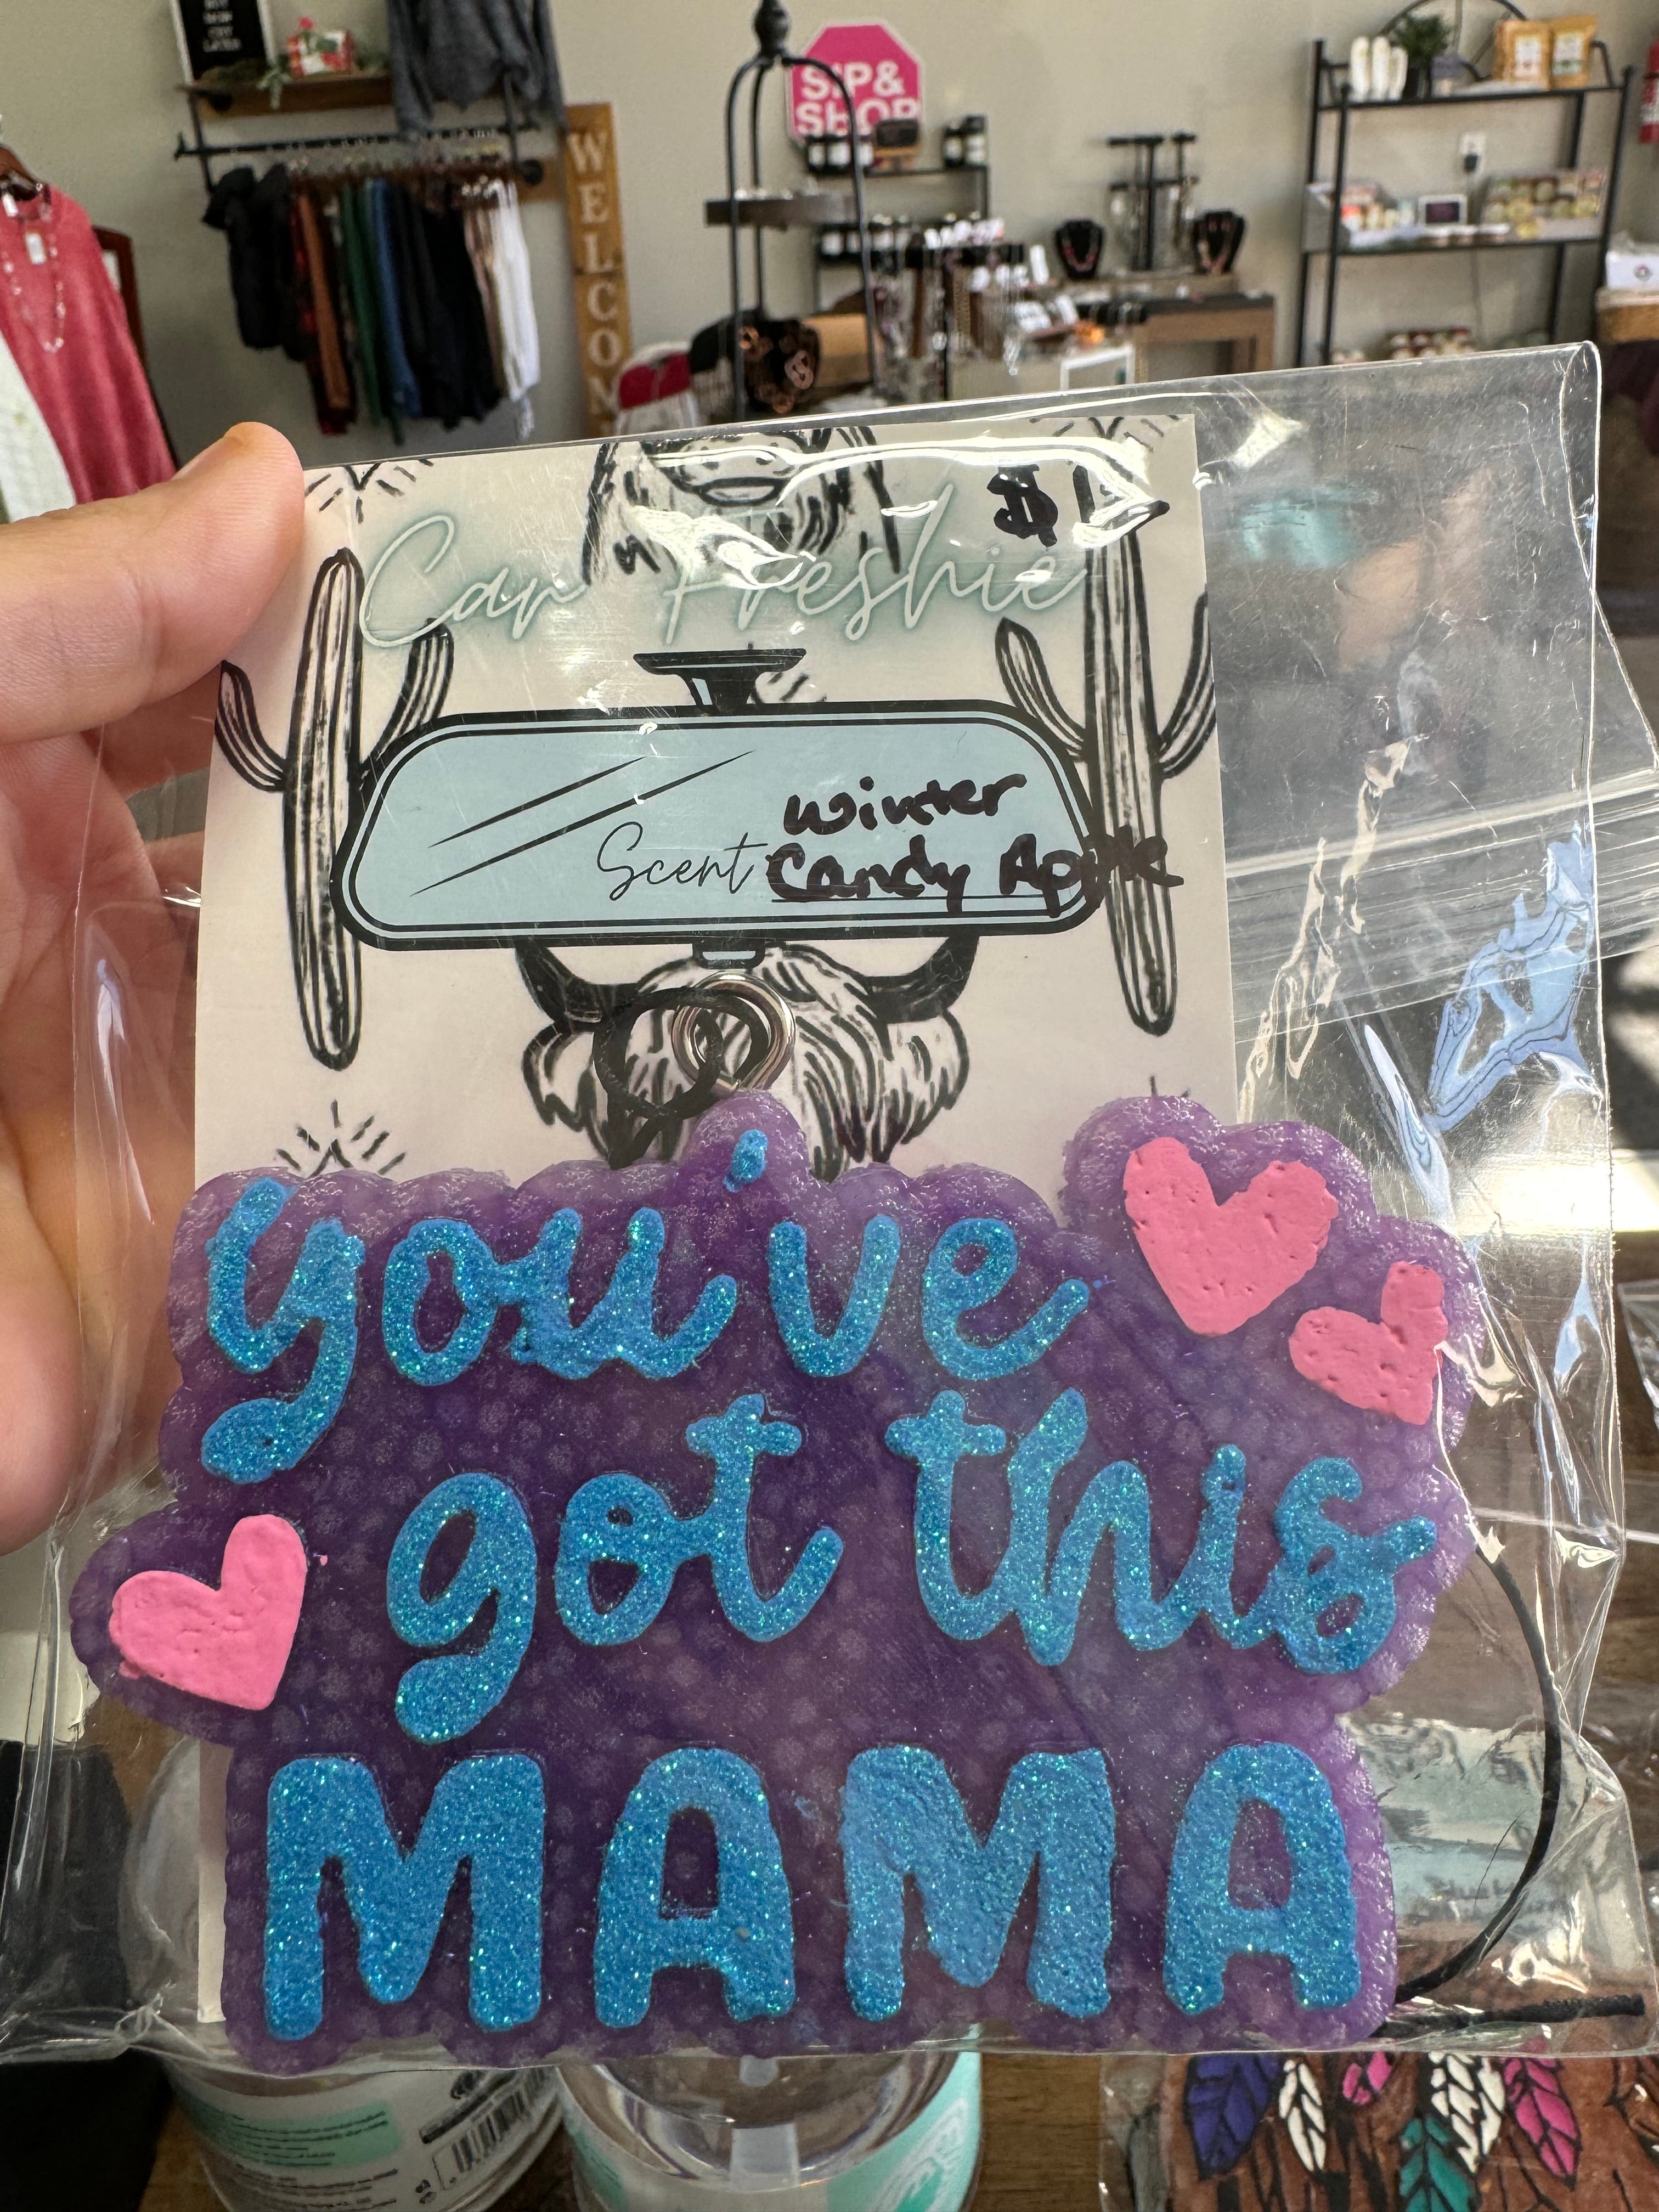 SIP&
SHOP
WELCOM
Car Freshie
$
Winter
Scent Candy Apple
you've
got this
MAMA